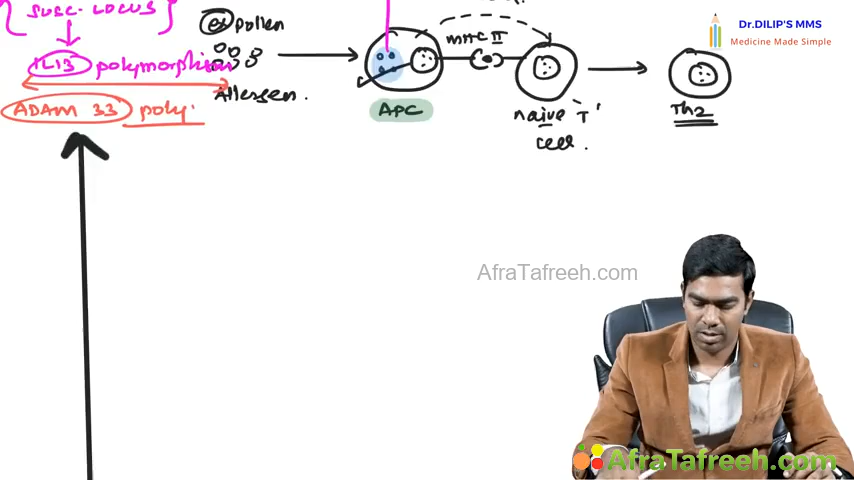 SUSC. LOCUS
IL13 polymorphism
ADAM 33 poly.
ex pollen
Allergen.
MHC II
APC
naive T'
cell.
Th2
Dr.DILIP'S MMS
Medicine Made Simple
AfraTafreeh.com
AfraTafreeh.com